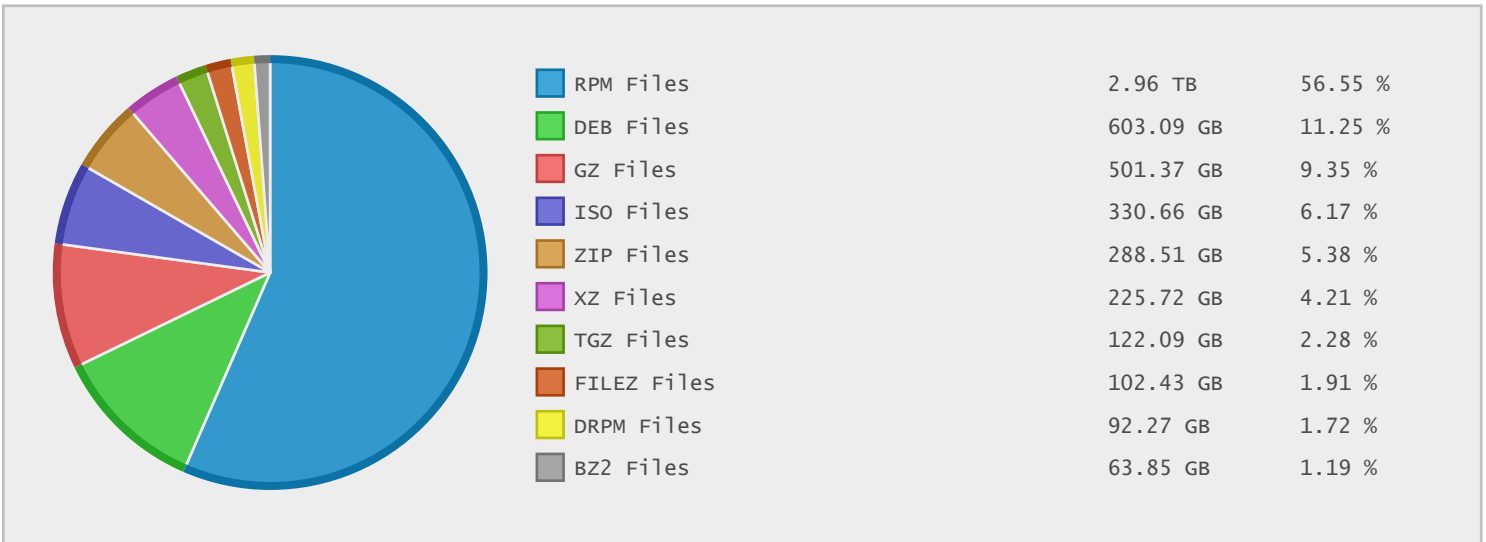 RPM Files 2.96 TB 56.55 %
DEB Files 603.09 GB 11.25 %
GZ Files 501.37 GB 9.35 %
ISO Files 330.66 GB 6.17 %
ZIP Files 288.51 GB 5.38 %
XZ Files 225.72 GB 4.21 %
TGZ Files 122.09 GB 2.28 %
FILEZ Files 102.43 GB 1.91 %
DRPM Files 92.27 GB 1.72 %
BZ2 Files 63.85 GB 1.19 %